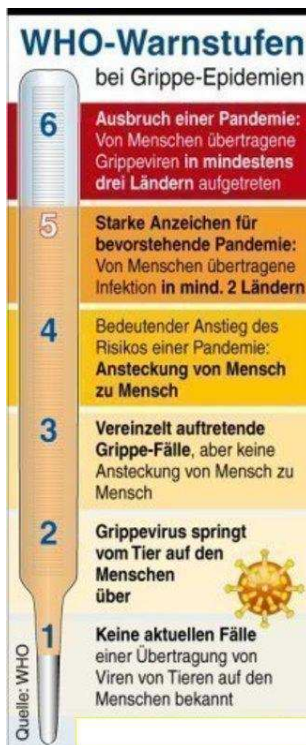 WHO-Warnstufen
bei Grippe-Epidemien
6
Ausbruch einer Pandemie:
Von Menschen übertragene
Grippeviren in mindestens
drei Ländern aufgetreten
5
Starke Anzeichen für
bevorstehende Pandemie:
Von Menschen übertragene
Infektion in mind. 2 Ländern
4
Bedeutender Anstieg des
Risikos einer Pandemie:
Ansteckung von Mensch
zu Mensch
3
Vereinzelt auftretende
Grippe-Fälle, aber keine
Ansteckung von Mensch zu
Mensch
2
Grippevirus springt
vom Tier auf den
Menschen
über
1
Keine aktuellen Fälle
einer Übertragung von
Viren von Tieren auf den
Menschen bekannt
Quelle: WHO